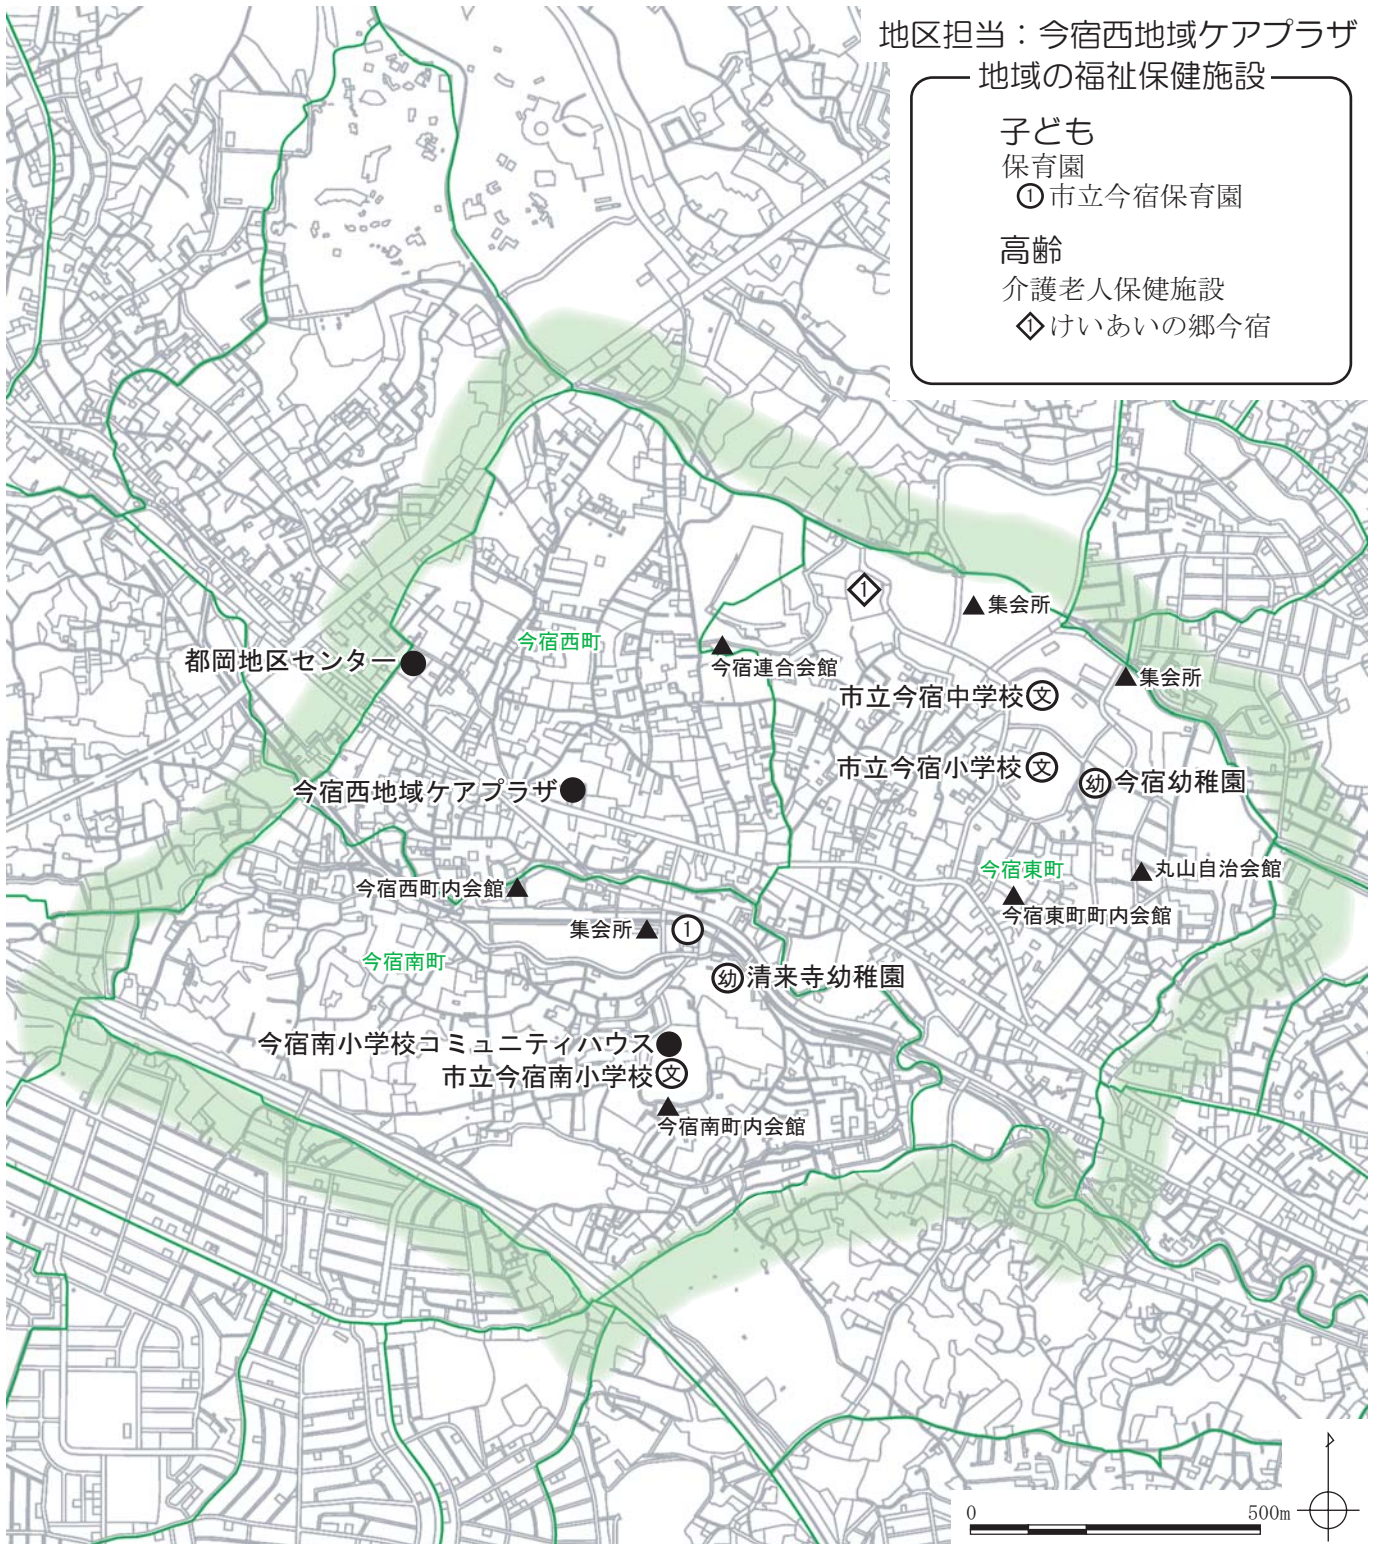 地区担当：今宿西地域ケアプラザ
地域の福祉保健施設
子ども
保育園
①市立今宿保育園
高齢
介護老人保健施設
1けいあいの郷今宿
1
集会所
今宿西町
今宿連合会館
都岡地区センター
集会所
市立今宿中学校 文
市立今宿小学校 文
幼 今宿幼稚園
今宿西地域ケアプラザ
今宿東町
丸山自治会館
今宿西町内会館
今宿東町町内会館
集会所 ①
今宿南町
幼 清来寺幼稚園
今宿南小学校コミュニティハウス
市立今宿南小学校 文
今宿南町内会館
0 500m